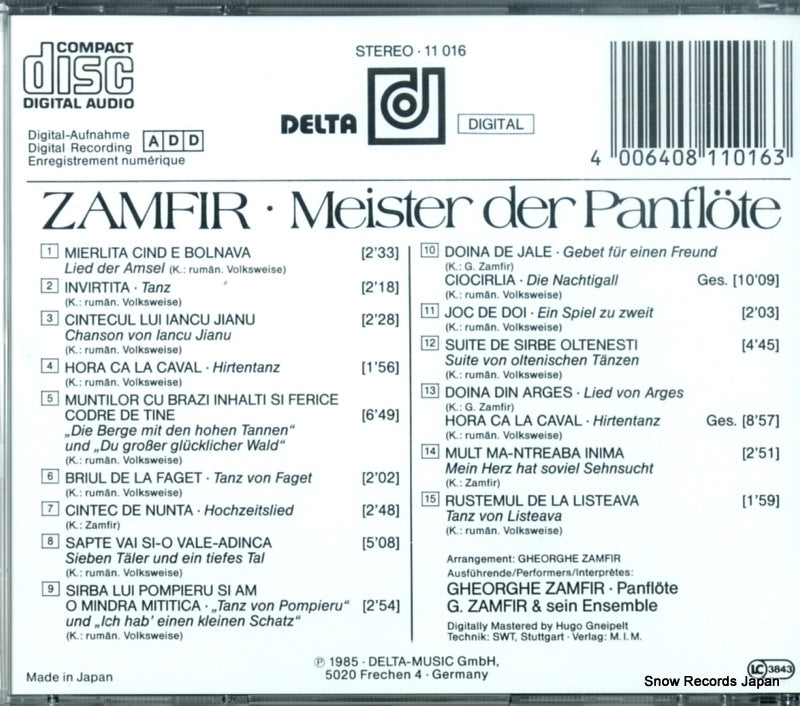 COMPACT
disc
DIGITAL AUDIO
STEREO · 11 016
DELTA
DIGITAL
Digital-Aufnahme
Digital Recording
Enregistrement numérique
A D D
4 006408 110163
ZAMFIR · Meister der Panflöte
1 MIERLITA CIND E BOLNAVA [2'33]
Lied der Amsel (K.: rumän. Volksweise)
2 INVIRTITA · Tanz [2'18]
(K.: rumän. Volksweise)
3 CINTECUL LUI IANCU JIANU [2'28]
Chanson von Iancu Jianu
(K.: rumän. Volksweise)
4 HORA CA LA CAVAL · Hirtentanz [1'56]
(K.: rumän. Volksweise)
5 MUNTILOR CU BRAZI INHALTI SI FERICE
CODRE DE TINE [6'49]
„Die Berge mit den hohen Tannen“
und „Du großer glücklicher Wald“
(K.: rumän. Volksweise)
6 BRIUL DE LA FAGET · Tanz von Faget [2'02]
(K.: rumän. Volksweise)
7 CINTEC DE NUNTA · Hochzeitslied [2'48]
(K.: Zamfir)
8 SAPTE VAI SI-O VALE-ADINCA [5'08]
Sieben Täler und ein tiefes Tal
(K.: rumän. Volksweise)
9 SIRBA LUI POMPIERU SI AM
O MINDRA MITITICA · „Tanz von Pompieru“ [2'54]
und „Ich hab' einen kleinen Schatz“
(K.: rumän. Volksweise)
10 DOINA DE JALE · Gebet für einen Freund
(K.: G. Zamfir)
CIOCIRLIA · Die Nachtigall Ges. [10'09]
(K.: rumän. Volksweise)
11 JOC DE DOI · Ein Spiel zu zweit [2'03]
(K.: rumän. Volksweise)
12 SUITE DE SIRBE OLTENESTI [4'45]
Suite von oltenischen Tänzen
(K.: rumän. Volksweise)
13 DOINA DIN ARGES · Lied von Arges
(K.: G. Zamfir)
HORA CA LA CAVAL · Hirtentanz Ges. [8'57]
(K.: rumän. Volksweise)
14 MULT MA-NTREABA INIMA [2'51]
Mein Herz hat soviel Sehnsucht
(K.: Zamfir)
15 RUSTEMUL DE LA LISTEAVA [1'59]
Tanz von Listeava
(K.: rumän. Volksweise)
Arrangement: GHEORGHE ZAMFIR
Ausführende/Performers/Interprètes:
GHEORGHE ZAMFIR · Panflöte
G. ZAMFIR & sein Ensemble
Digitally Mastered by Hugo Gneipelt
Technik: SWT, Stuttgart · Verlag: M.I.M.
Made in Japan
℗ 1985 · DELTA-MUSIC GmbH,
5020 Frechen 4 · Germany
LC 3843
Snow Records Japan